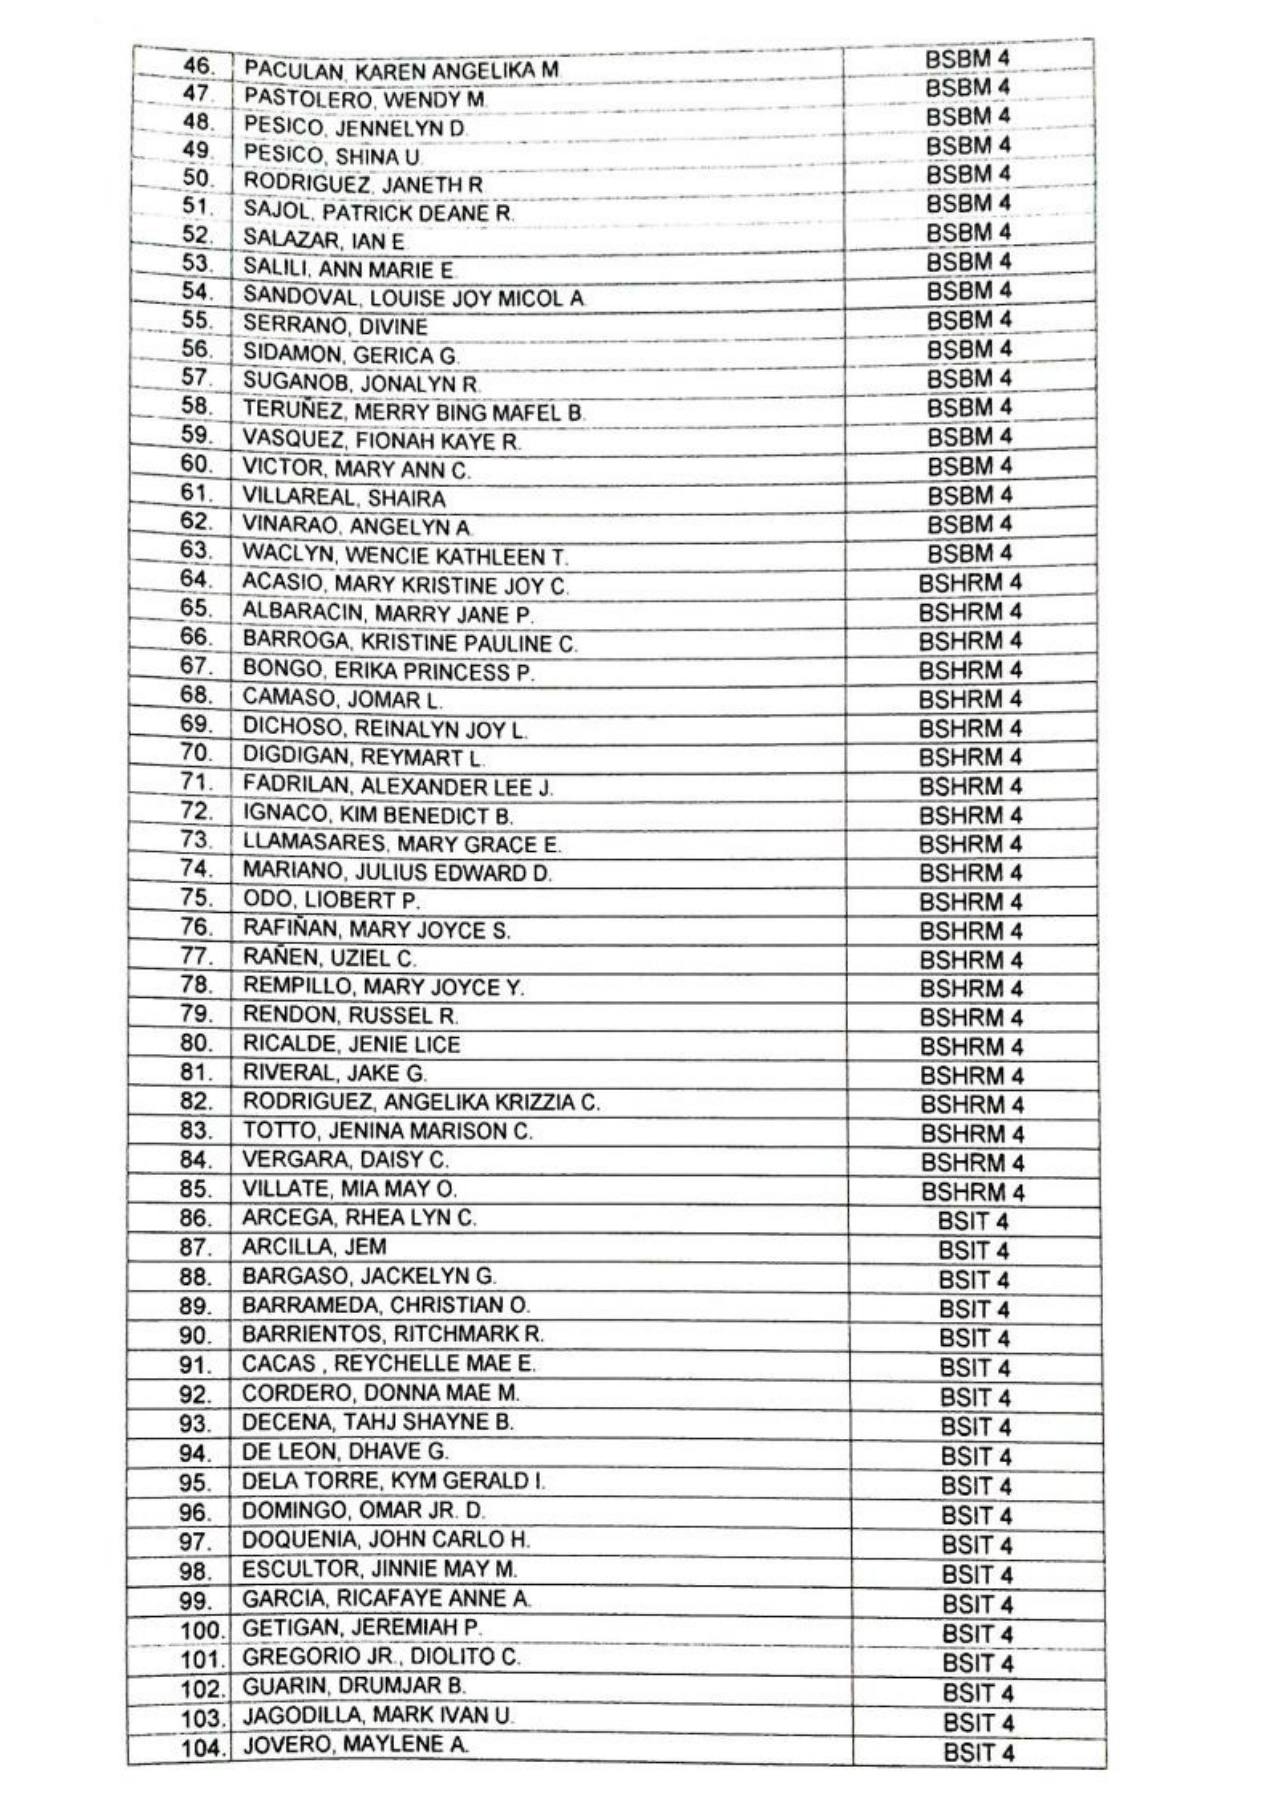 46. PACULAN, KAREN ANGELIKA M. BSBM 4
47. PASTOLERO, WENDY M. BSBM 4
48. PESICO, JENNELYN D. BSBM 4
49. PESICO, SHINA U. BSBM 4
50. RODRIGUEZ, JANETH R BSBM 4
51. SAJOL, PATRICK DEANE R. BSBM 4
52. SALAZAR, IAN E. BSBM 4
53. SALILI, ANN MARIE E. BSBM 4
54. SANDOVAL, LOUISE JOY MICOL A BSBM 4
55. SERRANO, DIVINE BSBM 4
56. SIDAMON, GERICA G. BSBM 4
57. SUGANOB, JONALYN R. BSBM 4
58. TERUÑEZ, MERRY BING MAFEL B. BSBM 4
59. VASQUEZ, FIONAH KAYE R. BSBM 4
60. VICTOR, MARY ANN C. BSBM 4
61. VILLAREAL, SHAIRA BSBM 4
62. VINARAO, ANGELYN A. BSBM 4
63. WACLYN, WENCIE KATHLEEN T. BSBM 4
64. ACASIO, MARY KRISTINE JOY C. BSHRM 4
65. ALBARACIN, MARRY JANE P. BSHRM 4
66. BARROGA, KRISTINE PAULINE C. BSHRM 4
67. BONGO, ERIKA PRINCESS P. BSHRM 4
68. CAMASO, JOMAR L. BSHRM 4
69. DICHOSO, REINALYN JOY L. BSHRM 4
70. DIGDIGAN, REYMART L. BSHRM 4
71. FADRILAN, ALEXANDER LEE J. BSHRM 4
72. IGNACO, KIM BENEDICT B. BSHRM 4
73. LLAMASARES, MARY GRACE E. BSHRM 4
74. MARIANO, JULIUS EDWARD D. BSHRM 4
75. ODO, LIOBERT P. BSHRM 4
76. RAFIÑAN, MARY JOYCE S. BSHRM 4
77. RAÑEN, UZIEL C. BSHRM 4
78. REMPILLO, MARY JOYCE Y. BSHRM 4
79. RENDON, RUSSEL R. BSHRM 4
80. RICALDE, JENIE LICE BSHRM 4
81. RIVERAL, JAKE G. BSHRM 4
82. RODRIGUEZ, ANGELIKA KRIZZIA C. BSHRM 4
83. TOTTO, JENINA MARISON C. BSHRM 4
84. VERGARA, DAISY C. BSHRM 4
85. VILLATE, MIA MAY O. BSHRM 4
86. ARCEGA, RHEA LYN C. BSIT 4
87. ARCILLA, JEM BSIT 4
88. BARGASO, JACKELYN G. BSIT 4
89. BARRAMEDA, CHRISTIAN O. BSIT 4
90. BARRIENTOS, RITCHMARK R. BSIT 4
91. CACAS , REYCHELLE MAE E. BSIT 4
92. CORDERO, DONNA MAE M. BSIT 4
93. DECENA, TAHJ SHAYNE B. BSIT 4
94. DE LEON, DHAVE G. BSIT 4
95. DELA TORRE, KYM GERALD I. BSIT 4
96. DOMINGO, OMAR JR. D. BSIT 4
97. DOQUENIA, JOHN CARLO H. BSIT 4
98. ESCULTOR, JINNIE MAY M. BSIT 4
99. GARCIA, RICAFAYE ANNE A. BSIT 4
100. GETIGAN, JEREMIAH P. BSIT 4
101. GREGORIO JR., DIOLITO C. BSIT 4
102. GUARIN, DRUMJAR B. BSIT 4
103. JAGODILLA, MARK IVAN U. BSIT 4
104. JOVERO, MAYLENE A. BSIT 4